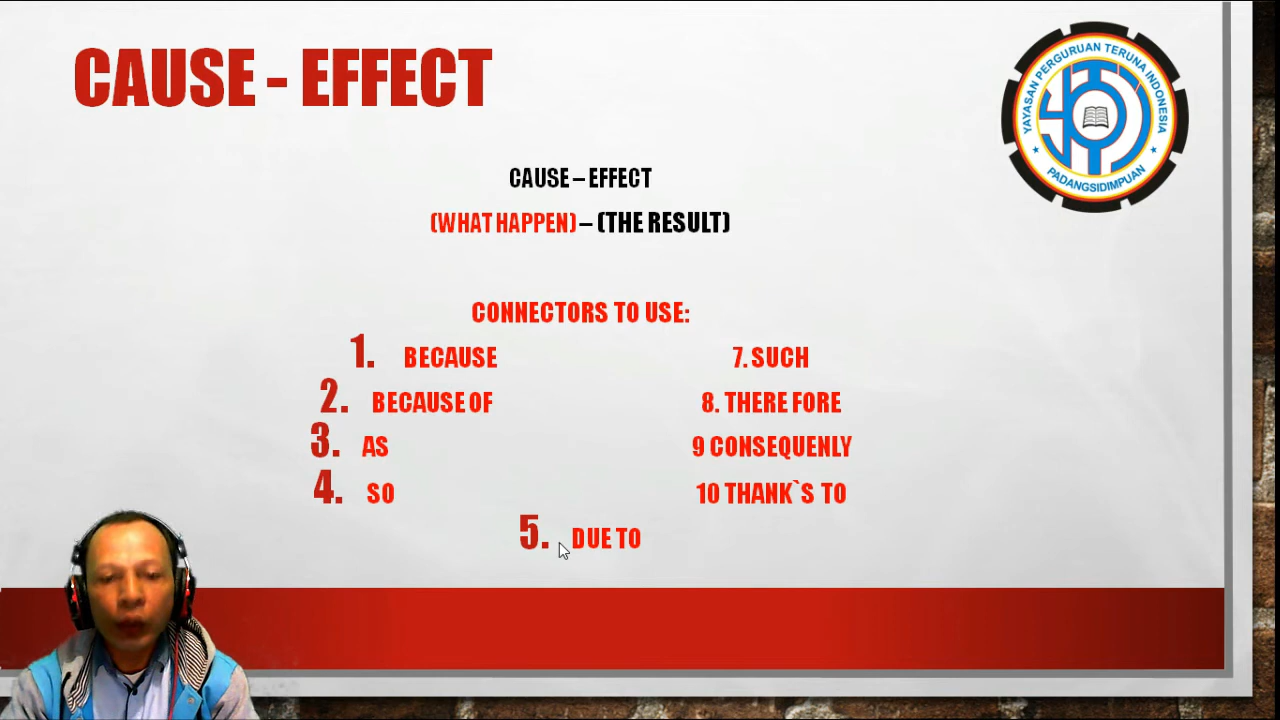 CAUSE - EFFECT
YAYASAN PERGURUAN TERUNA INDONESIA
PADANGSIDIMPUAN
CAUSE – EFFECT
(WHAT HAPPEN) – (THE RESULT)
CONNECTORS TO USE:
1. BECAUSE 7. SUCH
2. BECAUSE OF 8. THERE FORE
3. AS 9 CONSEQUENLY
4. SO 10 THANK`S TO
5. DUE TO